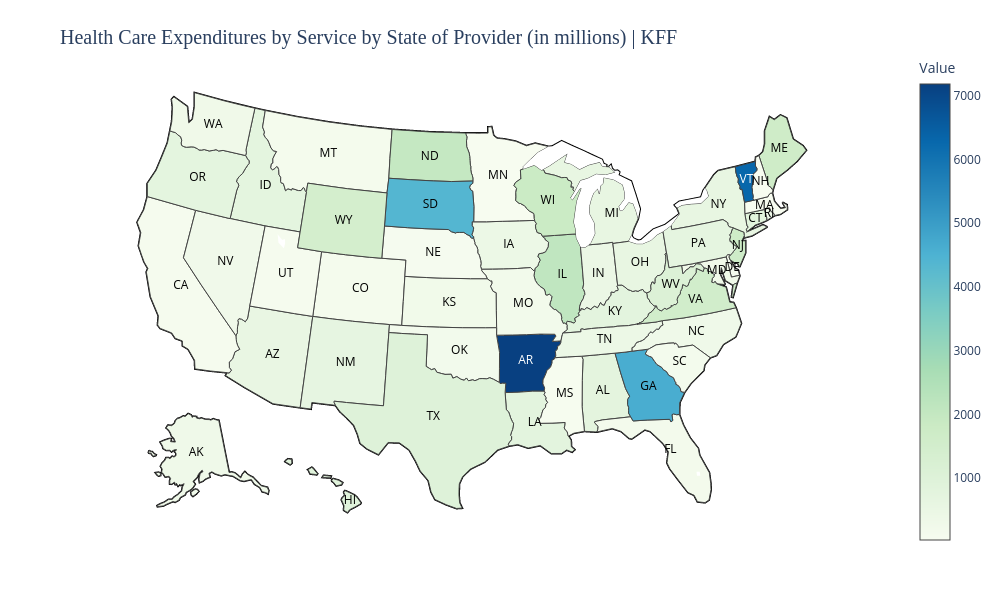 Health Care Expenditures by Service by State of Provider (in millions) | KFF
Value
7000
6000
5000
4000
3000
2000
1000
WA
MT
ND
MN
ME
OR
ID
SD
WI
VT
NH
WY
MI
NY
MA
CT
RI
NV
UT
NE
IA
PA
NJ
CA
CO
KS
MO
IL
IN
OH
WV
MD
DE
VA
KY
AZ
NM
OK
AR
TN
NC
SC
TX
LA
MS
AL
GA
FL
AK
HI